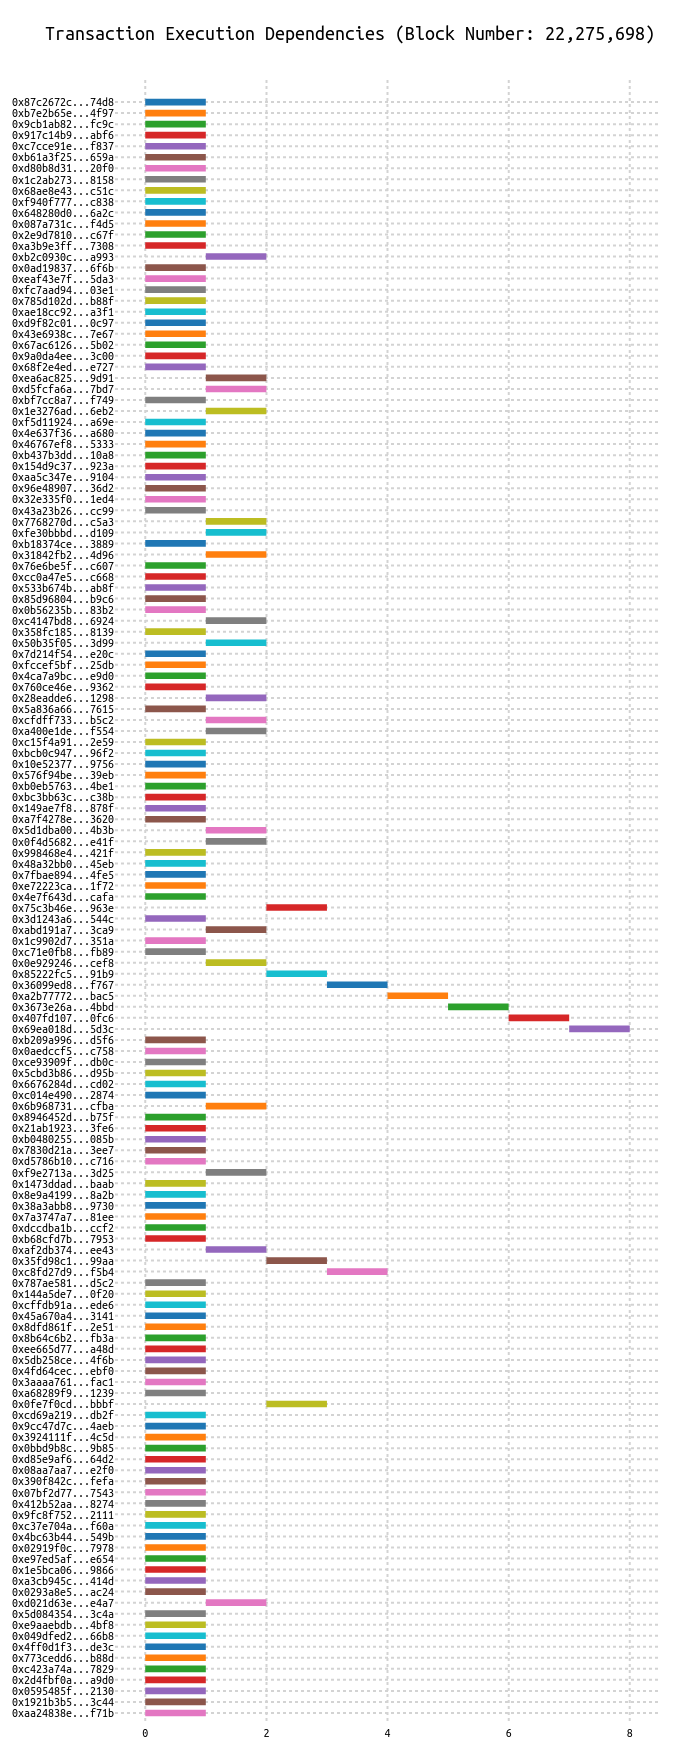 Transaction Execution Dependencies (Block Number: 22,275,698)
0x87c2672c...74d8
0xb7e2b65e...4f97
0x9cb1ab82...fc9c
0x917c14b9...abf6
0xc7cce91e...f837
0xb61a3f25...659a
0xd80b8d31...20f0
0x1c2ab273...8158
0x68ae8e43...c51c
0xf940f777...c838
0x648280d0...6a2c
0x087a731c...f4d5
0x2e9d7810...c67f
0xa3b9e3ff...7308
0xb2c0930c...a993
0x0ad19837...6f6b
0xeaf43e7f...5da3
0xfc7aad94...03e1
0x785d102d...b88f
0xae18cc92...a3f1
0xd9f82c01...0c97
0x43e6938c...7e67
0x67ac6126...5b02
0x9a0da4ee...3c00
0x68f2e4ed...e727
0xea6ac825...9d91
0xd5fcfa6a...7bd7
0xbf7cc8a7...f749
0x1e3276ad...6eb2
0xf5d11924...a69e
0x4e637f36...a680
0x46767ef8...5333
0xb437b3dd...10a8
0x154d9c37...923a
0xaa5c347e...9104
0x96e48907...36d2
0x32e335f0...1ed4
0x43a23b26...cc99
0x7768270d...c5a3
0xfe30bbbd...d109
0xb18374ce...3889
0x31842fb2...4d96
0x76e6be5f...c607
0xcc0a47e5...c668
0x533b674b...ab8f
0x85d96804...b9c6
0x0b56235b...83b2
0xc4147bd8...6924
0x358fc185...8139
0x50b35f05...3d99
0x7d214f54...e20c
0xfccef5bf...25db
0x4ca7a9bc...e9d0
0x760ce46e...9362
0x28eadde6...1298
0x5a836a66...7615
0xcfdff733...b5c2
0xa400e1de...f554
0xc15f4a91...2e59
0xbcb0c947...96f2
0x10e52377...9756
0x576f94be...39eb
0xb0eb5763...4be1
0xbc3bb63c...c38b
0x149ae7f8...878f
0xa7f4278e...3620
0x5d1dba00...4b3b
0x0f4d5682...e41f
0x998468e4...421f
0x48a32bb0...45eb
0x7fbae894...4fe5
0xe72223ca...1f72
0x4e7f643d...cafa
0x75c3b46e...963e
0x3d1243a6...544c
0xabd191a7...3ca9
0x1c9902d7...351a
0xc71e0fb8...fb89
0x0e929246...cef8
0x85222fc5...91b9
0x36099ed8...f767
0xa2b77772...bac5
0x3673e26a...4bbd
0x407fd107...0fc6
0x69ea018d...5d3c
0xb209a996...d5f6
0x0aedccf5...c758
0xce93909f...db0c
0x5cbd3b86...d95b
0x6676284d...cd02
0xc014e490...2874
0x6b968731...cfba
0x8946452d...b75f
0x21ab1923...3fe6
0xb0480255...085b
0x7830d21a...3ee7
0xd5786b10...c716
0xf9e2713a...3d25
0x1473ddad...baab
0x8e9a4199...8a2b
0x38a3abb8...9730
0x7a3747a7...81ee
0xdccdba1b...ccf2
0xb68cfd7b...7953
0xaf2db374...ee43
0x35fd98c1...99aa
0xc8fd27d9...f5b4
0x787ae581...d5c2
0x144a5de7...0f20
0xcffdb91a...ede6
0x45a670a4...3141
0x8dfd861f...2e51
0x8b64c6b2...fb3a
0xee665d77...a48d
0x5db258ce...4f6b
0x4fd64cec...ebf0
0x3aaaa761...fac1
0xa68289f9...1239
0x0fe7f0cd...bbbf
0xcd69a219...db2f
0x9cc47d7c...4aeb
0x3924111f...4c5d
0x0bbd9b8c...9b85
0xd85e9af6...64d2
0x08aa7aa7...e2f0
0x390f842c...fefa
0x07bf2d77...7543
0x412b52aa...8274
0x9fc8f752...2111
0xc37e704a...f60a
0x4bc63b44...549b
0x02919f0c...7978
0xe97ed5af...e654
0x1e5bca06...9866
0xa3cb945c...414d
0x0293a8e5...ac24
0xd021d63e...e4a7
0x5d084354...3c4a
0xe9aaebdb...4bf8
0x049dfed2...66b8
0x4ff0d1f3...de3c
0x773cedd6...b88d
0xc423a74a...7829
0x2d4fbf0a...a9d0
0x0595485f...2130
0x1921b3b5...3c44
0xaa24838e...f71b
0 2 4 6 8